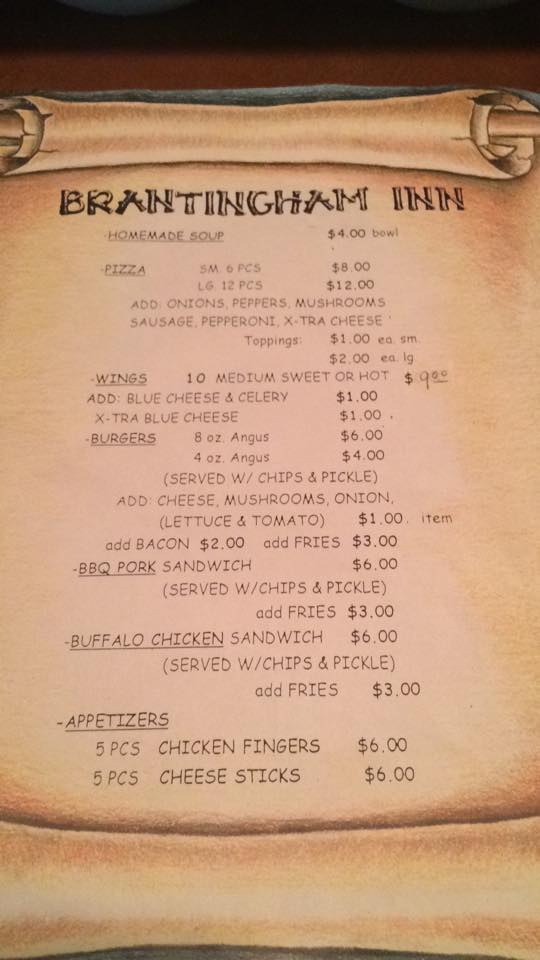 BRANTINGHAM INN
-HOMEMADE SOUP $4.00 bowl
-PIZZA SM. 6 PCS $8.00
LG. 12 PCS $12.00
ADD: ONIONS, PEPPERS, MUSHROOMS
SAUSAGE, PEPPERONI, X-TRA CHEESE
Toppings: $1.00 ea. sm.
$2.00 ea. lg.
-WINGS 10 MEDIUM SWEET OR HOT $9.00
ADD: BLUE CHEESE & CELERY $1.00
X-TRA BLUE CHEESE $1.00
-BURGERS 8 oz. Angus $6.00
4 oz. Angus $4.00
(SERVED W/ CHIPS & PICKLE)
ADD: CHEESE, MUSHROOMS, ONION,
(LETTUCE & TOMATO) $1.00. item
add BACON $2.00 add FRIES $3.00
-BBQ PORK SANDWICH $6.00
(SERVED W/CHIPS & PICKLE)
add FRIES $3.00
-BUFFALO CHICKEN SANDWICH $6.00
(SERVED W/CHIPS & PICKLE)
add FRIES $3.00
-APPETIZERS
5 PCS CHICKEN FINGERS $6.00
5 PCS CHEESE STICKS $6.00